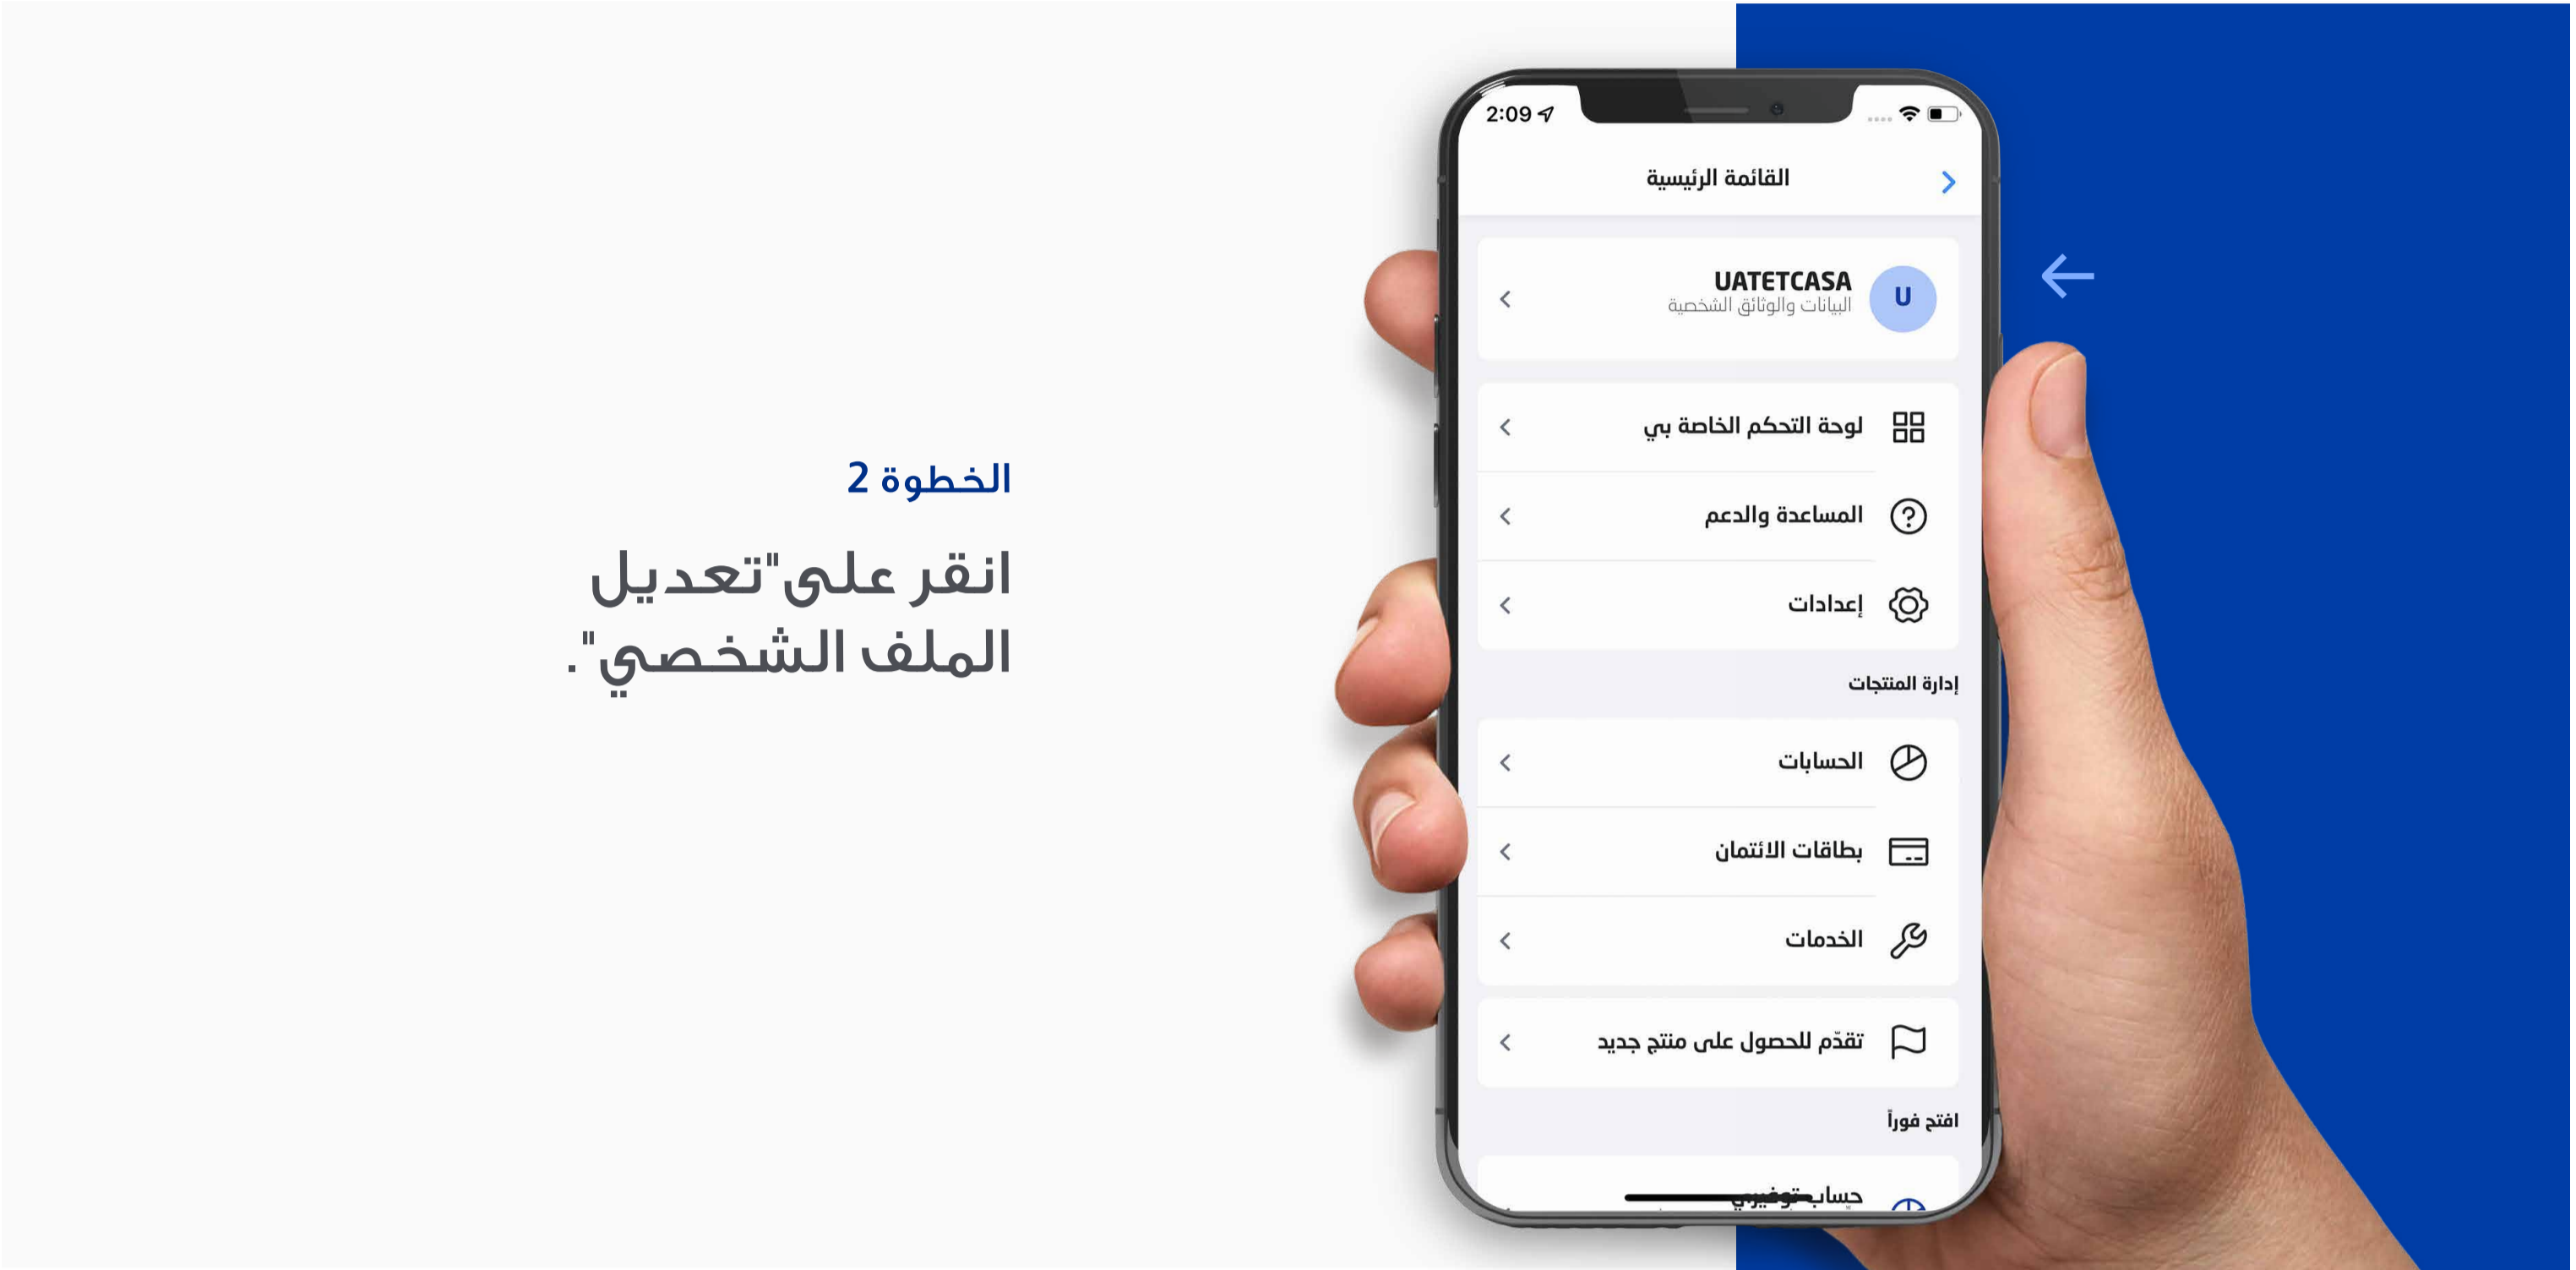 الخطوة 2
انقر على"تعديل
الملف الشخصي".
2:09
القائمة الرئيسية
U
UATETCASA
البيانات والوثائق الشخصية
لوحة التحكم الخاصة بي
المساعدة والدعم
إعدادات
إدارة المنتجات
الحسابات
بطاقات الائتمان
الخدمات
تقدّم للحصول على منتج جديد
افتح فوراً
حساب توفيري